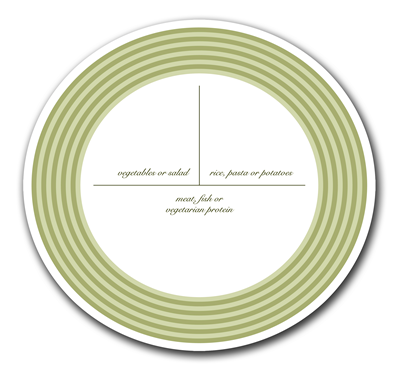 vegetables or salad
rice, pasta or potatoes
meat, fish or
vegetarian protein